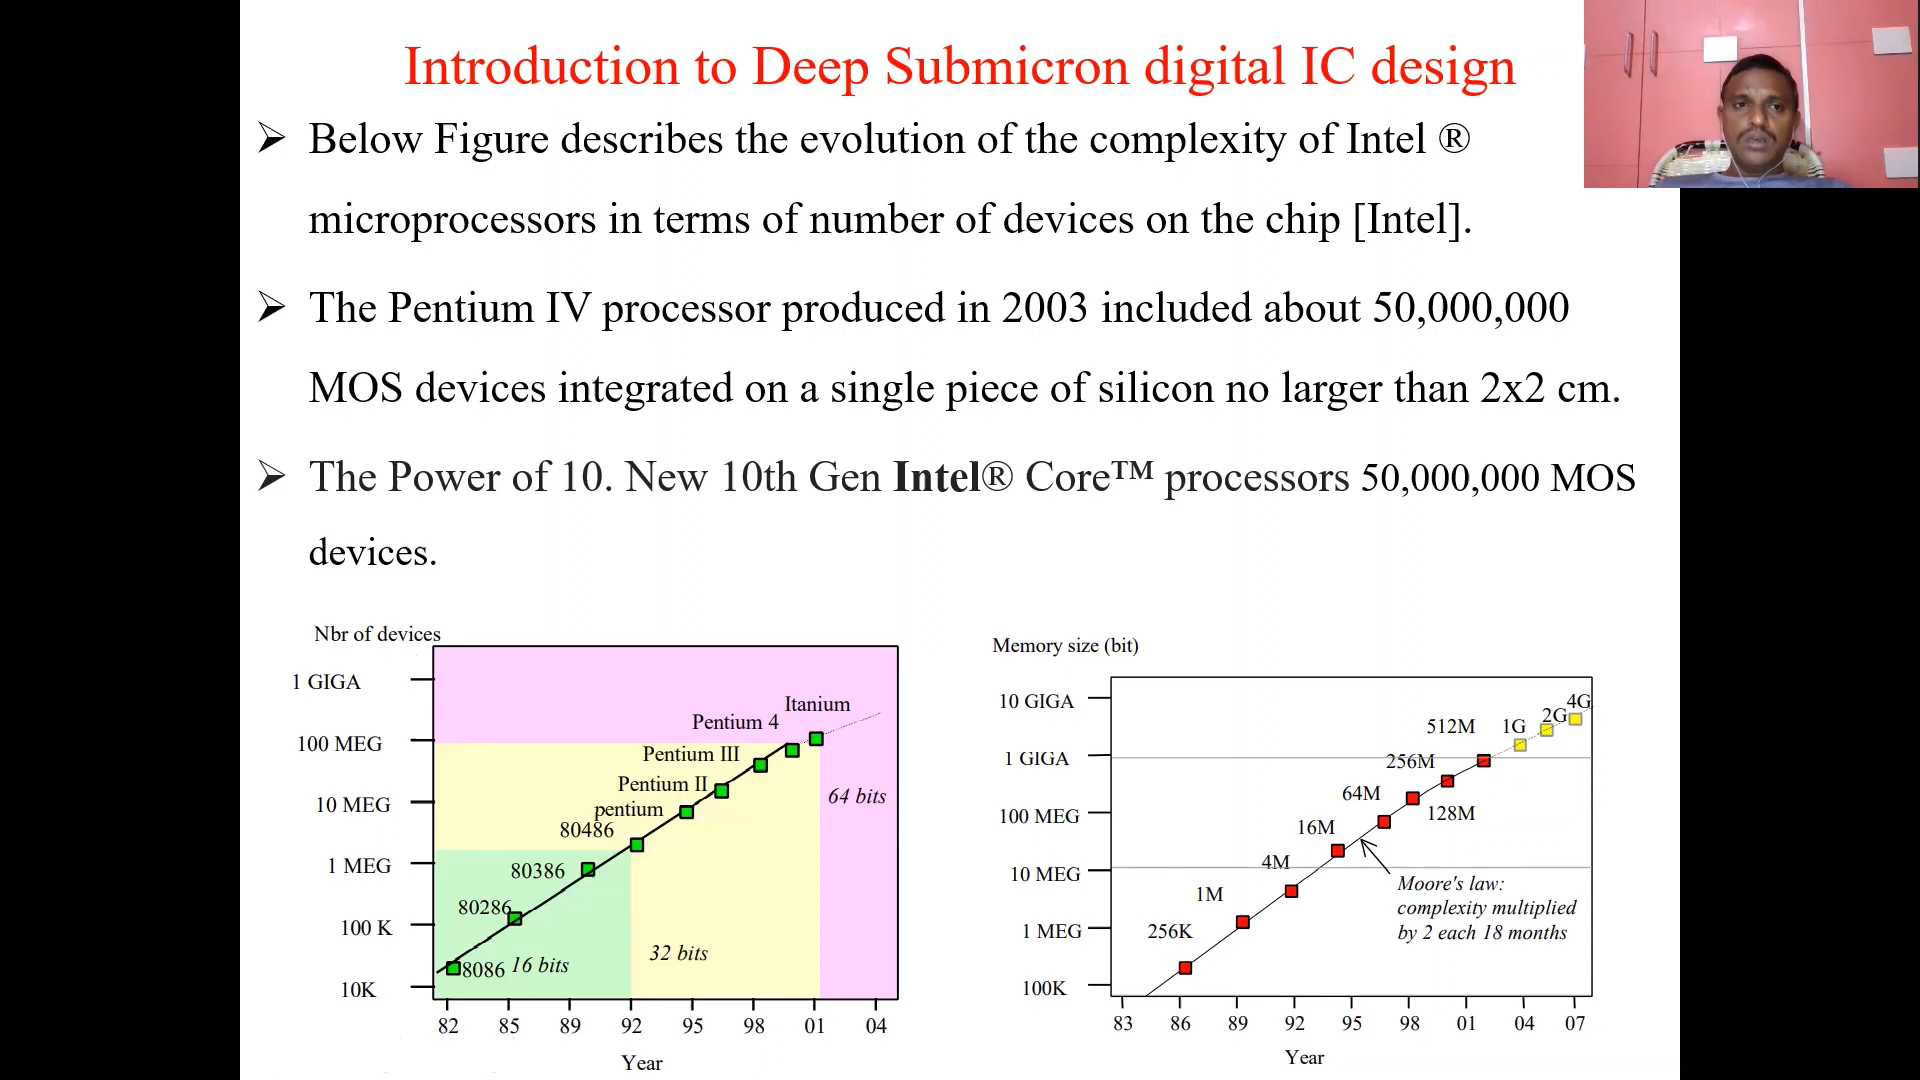 Introduction to Deep Submicron digital IC design
Below Figure describes the evolution of the complexity of Intel ®
microprocessors in terms of number of devices on the chip [Intel].
The Pentium IV processor produced in 2003 included about 50,000,000
MOS devices integrated on a single piece of silicon no larger than 2x2 cm.
The Power of 10. New 10th Gen Intel® Core™ processors 50,000,000 MOS
devices.
Nbr of devices
1 GIGA
100 MEG
10 MEG
1 MEG
100 K
10K
Itanium
Pentium 4
Pentium III
Pentium II
pentium
80486
80386
80286
8086
16 bits
32 bits
64 bits
82 85 89 92 95 98 01 04
Year
Memory size (bit)
10 GIGA
1 GIGA
100 MEG
10 MEG
1 MEG
100K
4G
2G
1G
512M
256M
128M
64M
16M
4M
1M
256K
Moore's law:
complexity multiplied
by 2 each 18 months
83 86 89 92 95 98 01 04 07
Year